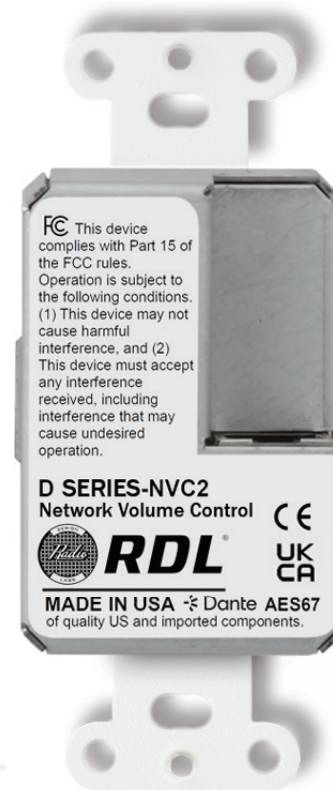 FC This device
complies with Part 15 of
the FCC rules.
Operation is subject to
the following conditions.
(1) This device may not
cause harmful
interference, and (2)
This device must accept
any interference
received, including
interference that may
cause undesired
operation.
D SERIES-NVC2
Network Volume Control
CE
DESIGN
Radio
LABS
RDL®
UK
CA
MADE IN USA Dante AES67
of quality US and imported components.